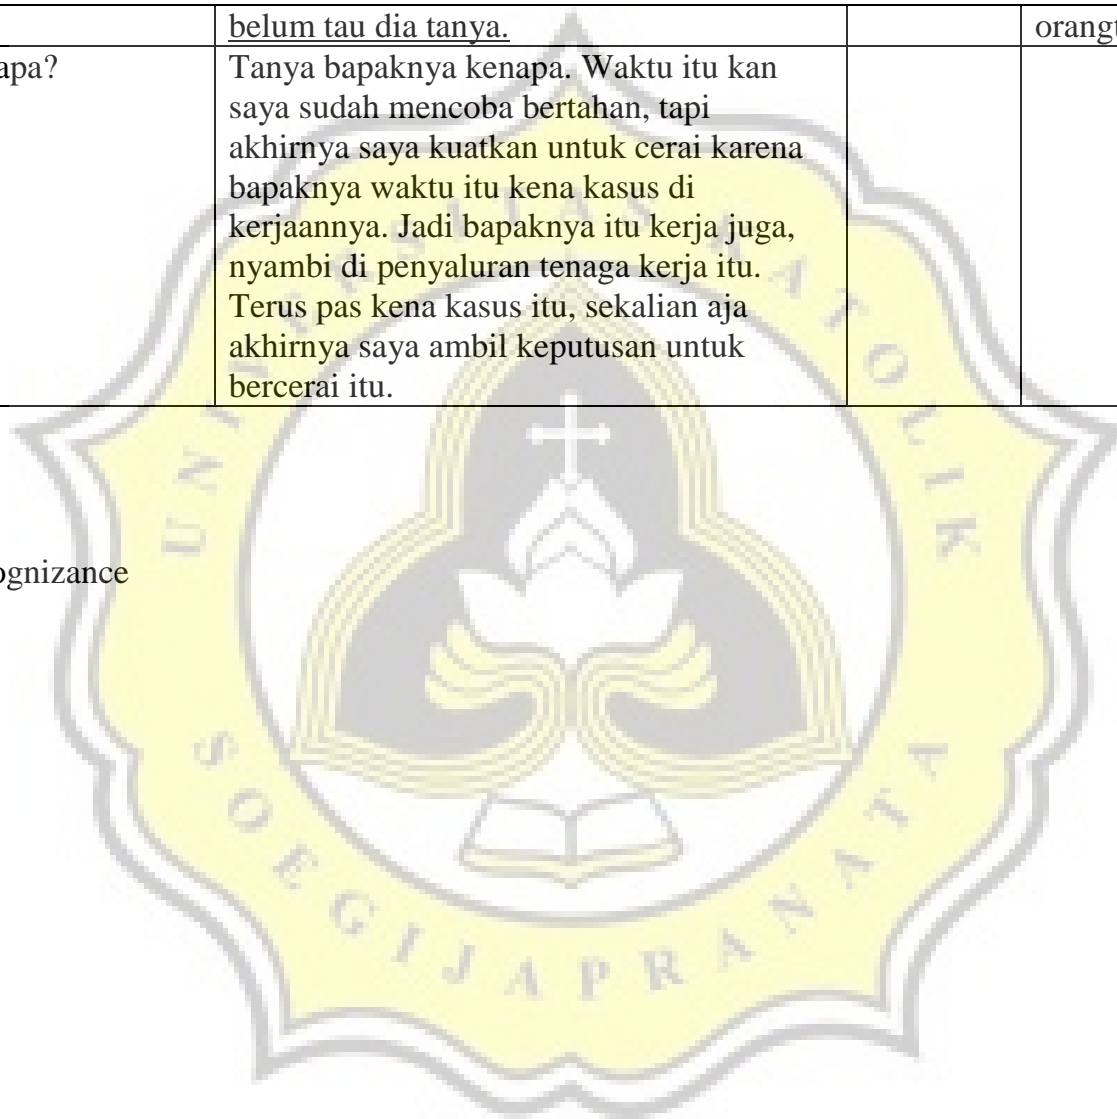 belum tau dia tanya.
orangt
apa?
Tanya bapaknya kenapa. Waktu itu kan
saya sudah mencoba bertahan, tapi
akhirnya saya kuatkan untuk cerai karena
bapaknya waktu itu kena kasus di
kerjaannya. Jadi bapaknya itu kerja juga,
nyambi di penyaluran tenaga kerja itu.
Terus pas kena kasus itu, sekalian aja
akhirnya saya ambil keputusan untuk
bercerai itu.
ognizance
UNIVERSITAS KATOLIK
SOEGIJAPRANATA